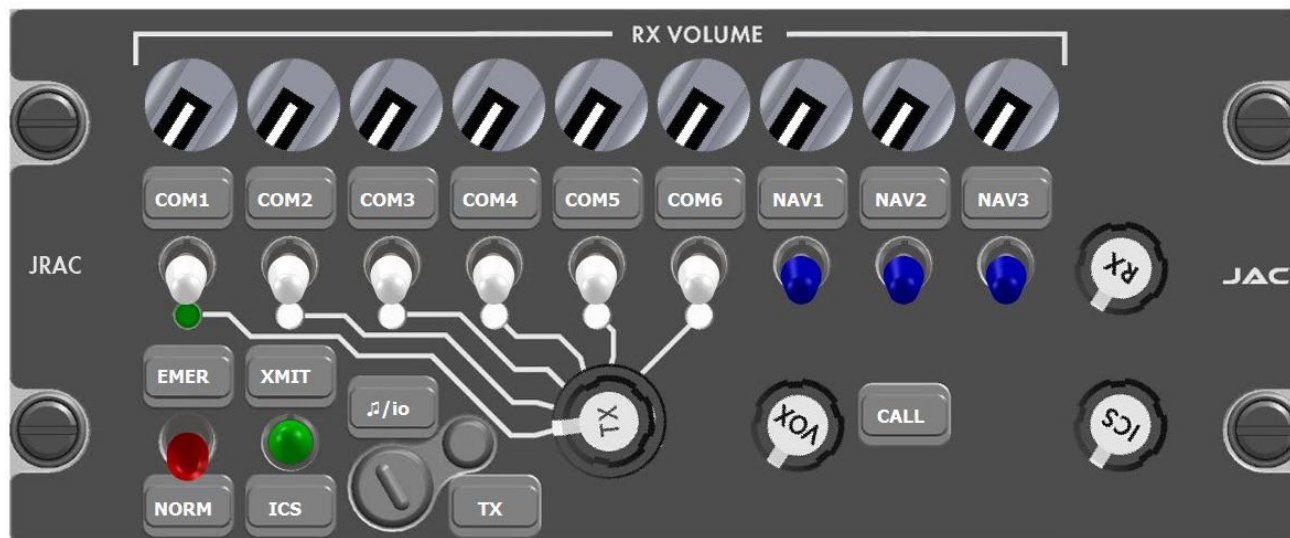 RX VOLUME
COM1 COM2 COM3 COM4 COM5 COM6 NAV1 NAV2 NAV3
JRAC
RX
JAC
EMER XMIT
♫/io
TX
VOX
CALL
ICS
NORM ICS TX